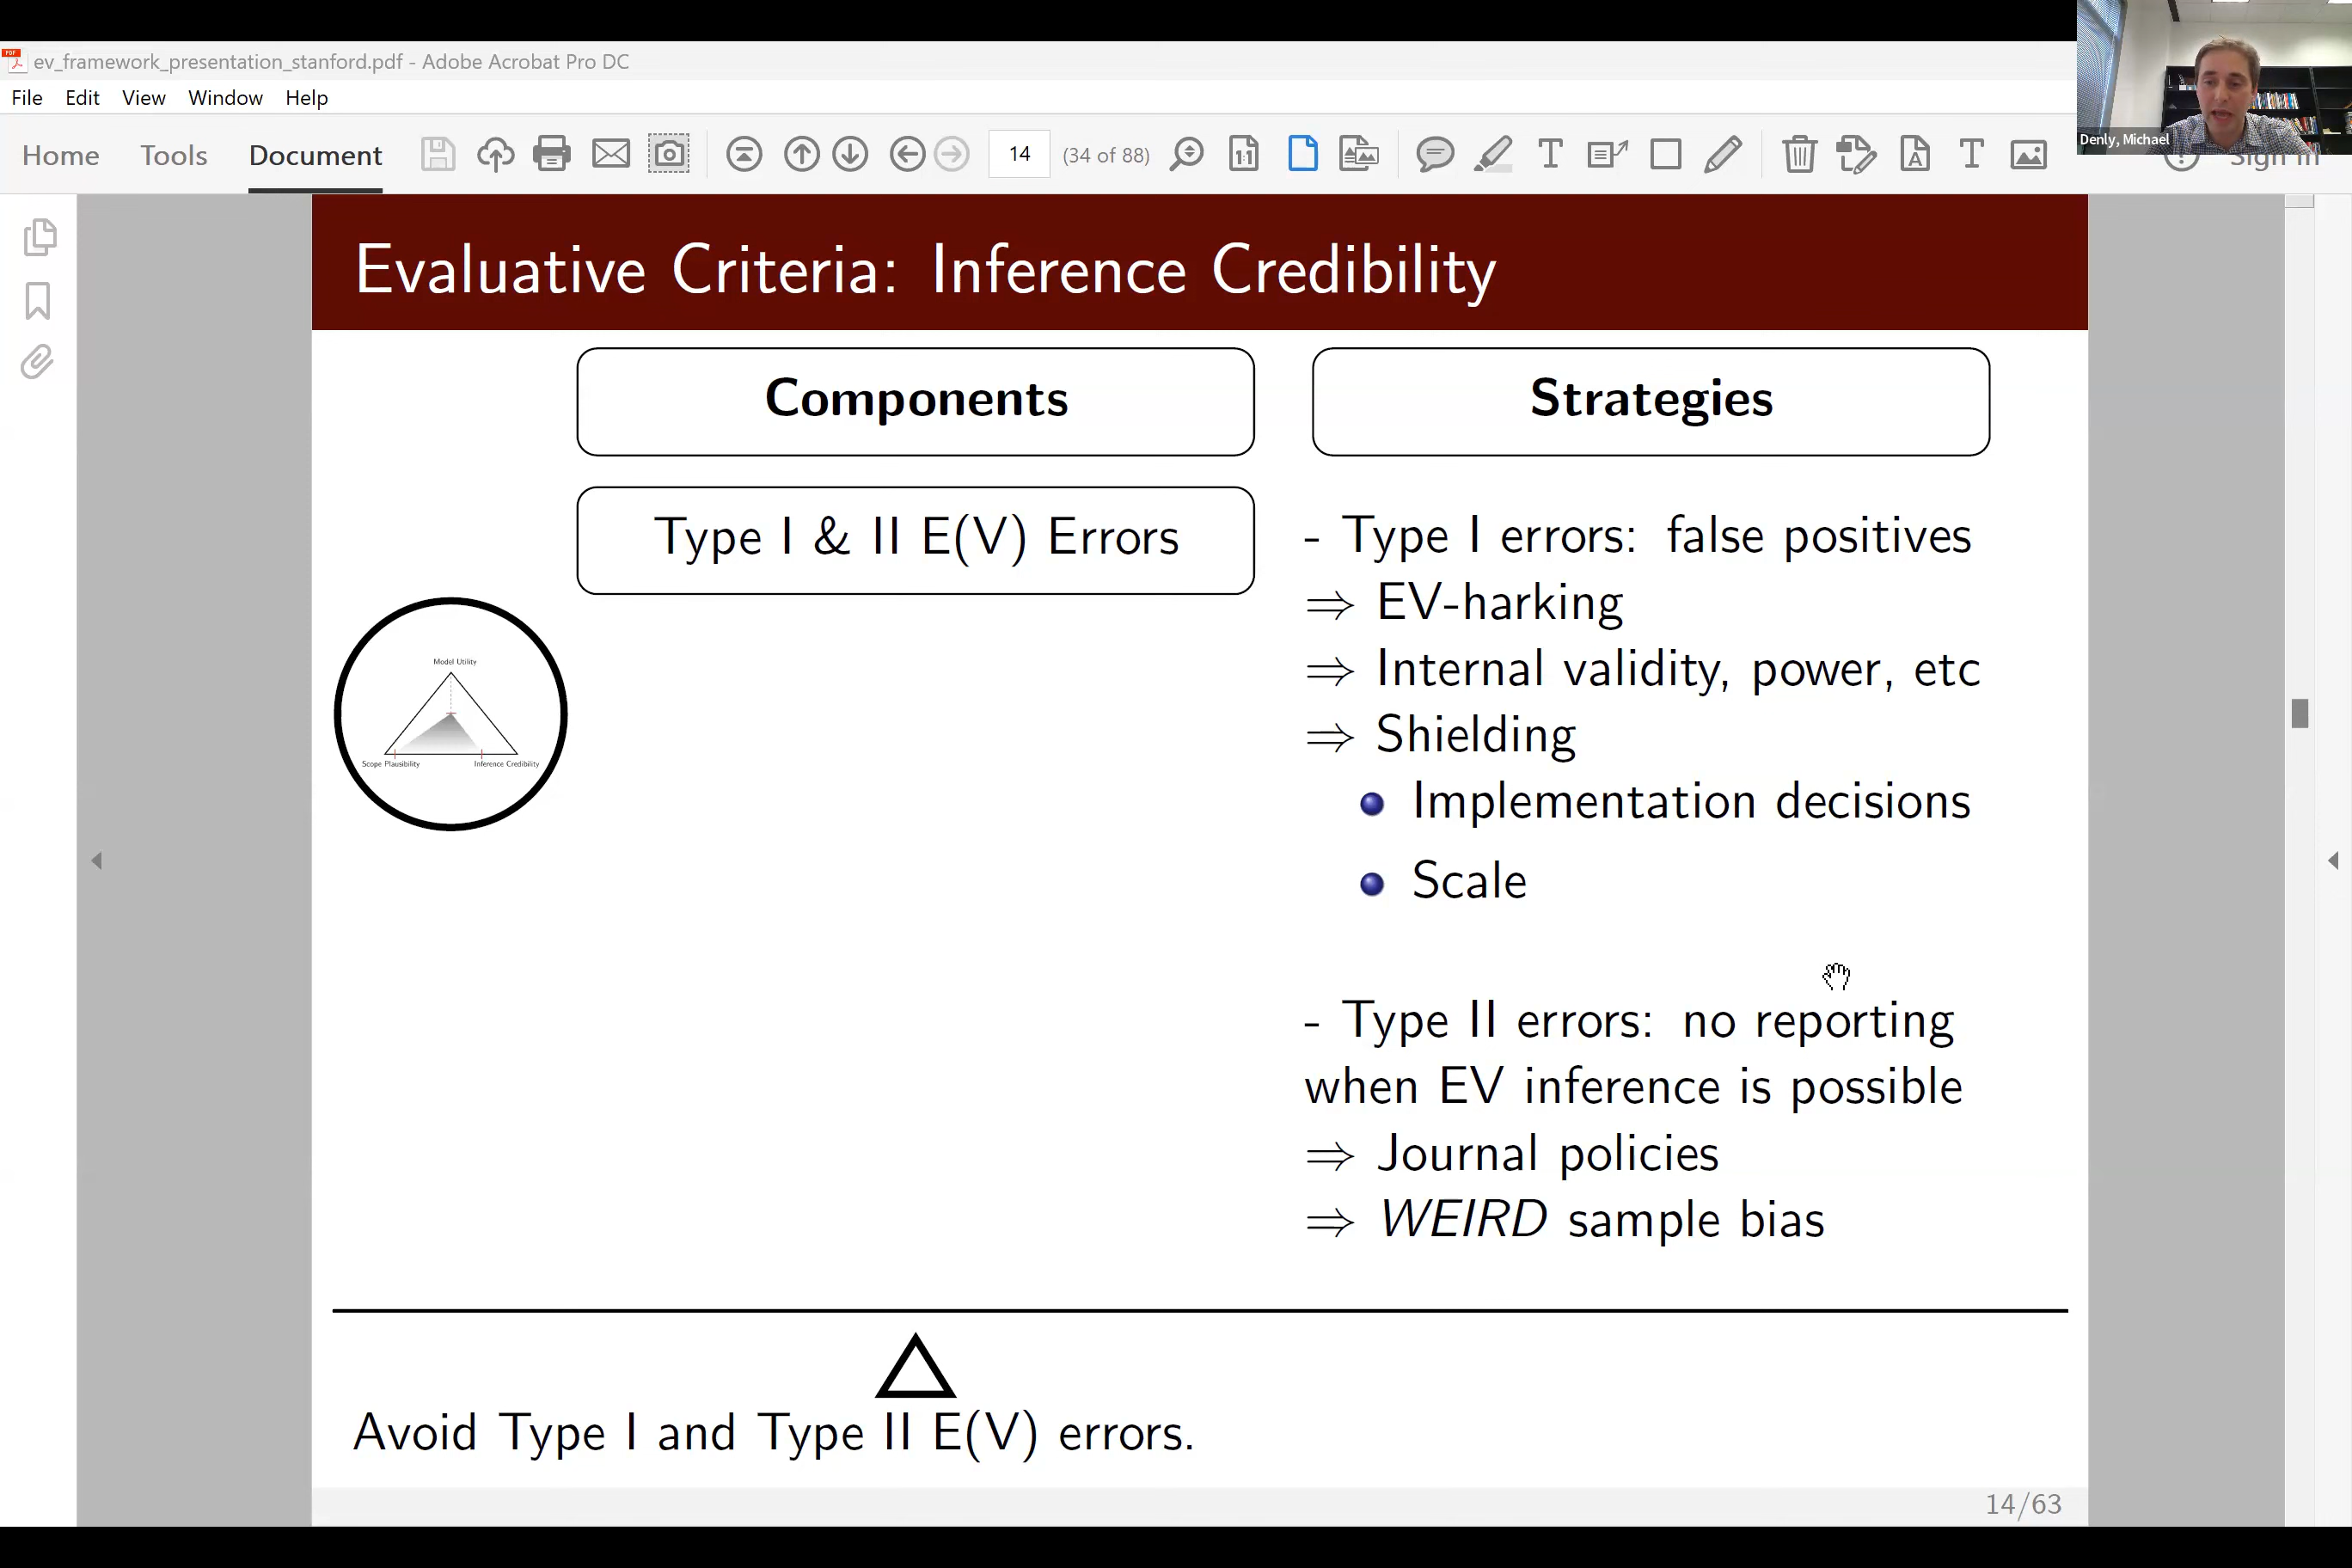 ev_framework_presentation_stanford.pdf - Adobe Acrobat Pro DC
File Edit View Window Help
Home Tools Document 14 (34 of 88) Sign In
Denly, Michael
Evaluative Criteria: Inference Credibility
Components
Strategies
Type I & II E(V) Errors
- Type I errors: false positives
⇒ EV-harking
⇒ Internal validity, power, etc
⇒ Shielding
Implementation decisions
Scale
Model Utility
Scope Plausibility Inference Credibility
- Type II errors: no reporting
when EV inference is possible
⇒ Journal policies
⇒ WEIRD sample bias
Avoid Type I and Type II E(V) errors.
14/63